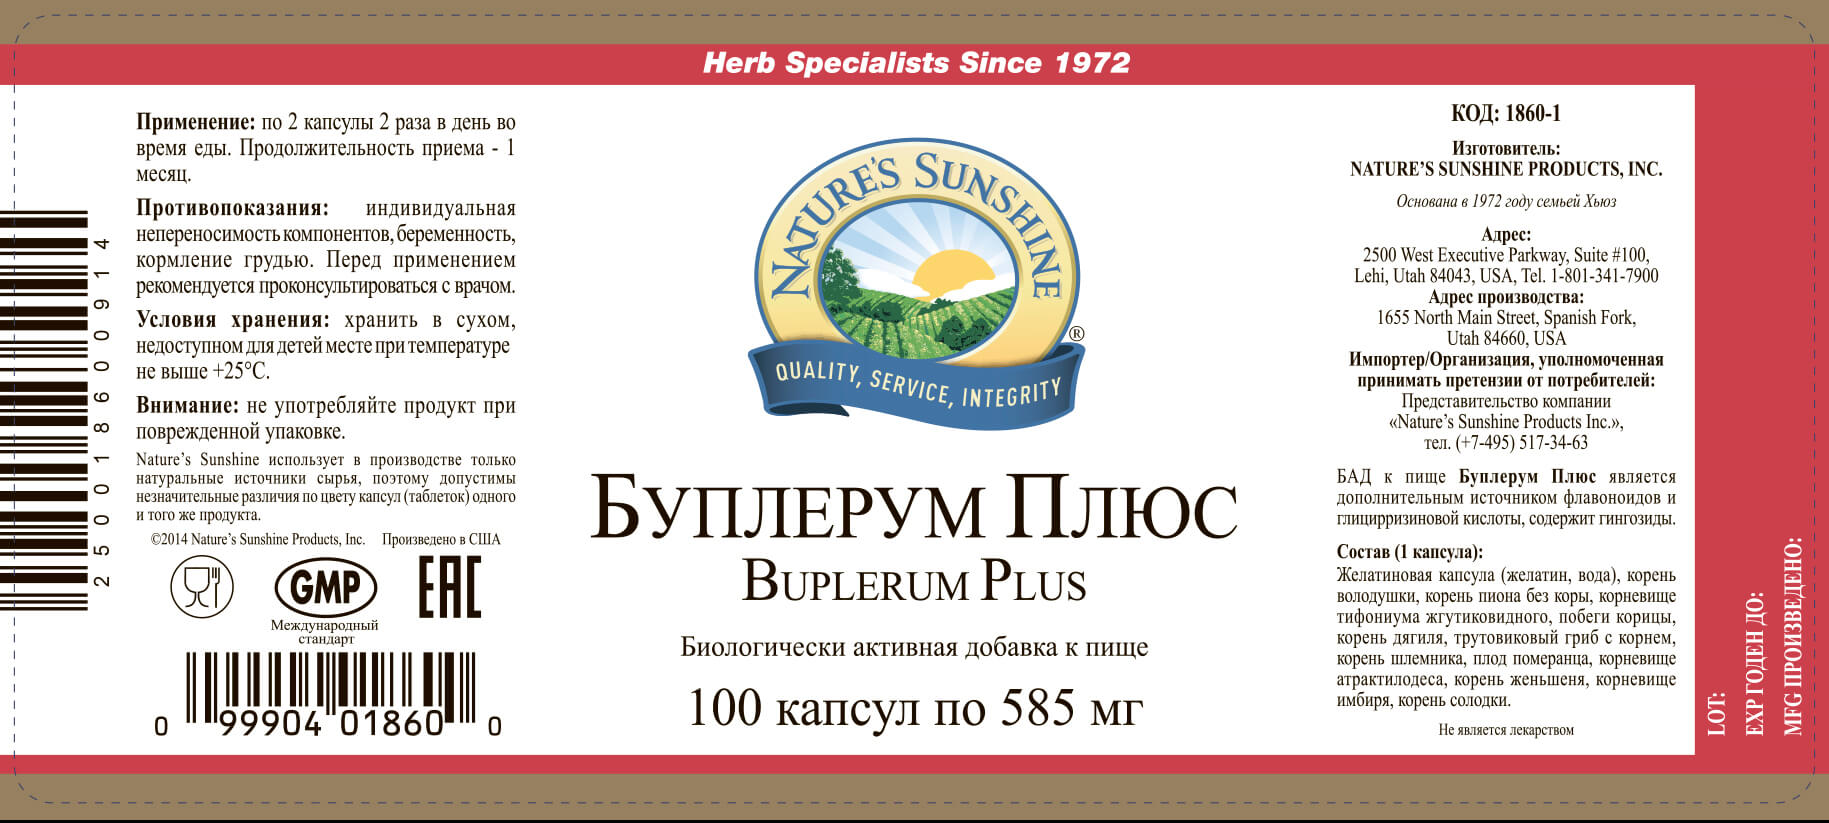 Herb Specialists Since 1972
Применение: по 2 капсулы 2 раза в день во
время еды. Продолжительность приема - 1
месяц.
Противопоказания: индивидуальная
непереносимость компонентов, беременность,
кормление грудью. Перед применением
рекомендуется проконсультироваться с врачом.
Условия хранения: хранить в сухом,
недоступном для детей месте при температуре
не выше +25°C.
Внимание: не употребляйте продукт при
поврежденной упаковке.
Nature's Sunshine использует в производстве только
натуральные источники сырья, поэтому допустимы
незначительные различия по цвету капсул (таблеток) одного
и того же продукта.
©2014 Nature's Sunshine Products, Inc. Произведено в США
GMP
EAC
Международный
стандарт
0 99904 01860 0
250018600914
NATURE'S SUNSHINE
®
QUALITY, SERVICE, INTEGRITY
БУПЛЕРУМ ПЛЮС
BUPLERUM PLUS
Биологически активная добавка к пище
100 капсул по 585 мг
КОД: 1860-1
Изготовитель:
NATURE'S SUNSHINE PRODUCTS, INC.
Основана в 1972 году семьей Хьюз
Адрес:
2500 West Executive Parkway, Suite #100,
Lehi, Utah 84043, USA, Tel. 1-801-341-7900
Адрес производства:
1655 North Main Street, Spanish Fork,
Utah 84660, USA
Импортер/Организация, уполномоченная
принимать претензии от потребителей:
Представительство компании
«Nature's Sunshine Products Inc.»,
тел. (+7-495) 517-34-63
БАД к пище Буплерум Плюс является
дополнительным источником флавоноидов и
глицирризиновой кислоты, содержит гингозиды.
Состав (1 капсула):
Желатиновая капсула (желатин, вода), корень
володушки, корень пиона без коры, корневище
тифониума жгутиковидного, побеги корицы,
корень дягиля, трутовиковый гриб с корнем,
корень шлемника, плод померанца, корневище
атрактилодеса, корень женьшеня, корневище
имбиря, корень солодки.
Не является лекарством
LOT:
EXP ГОДЕН ДО:
MFG ПРОИЗВЕДЕНО: